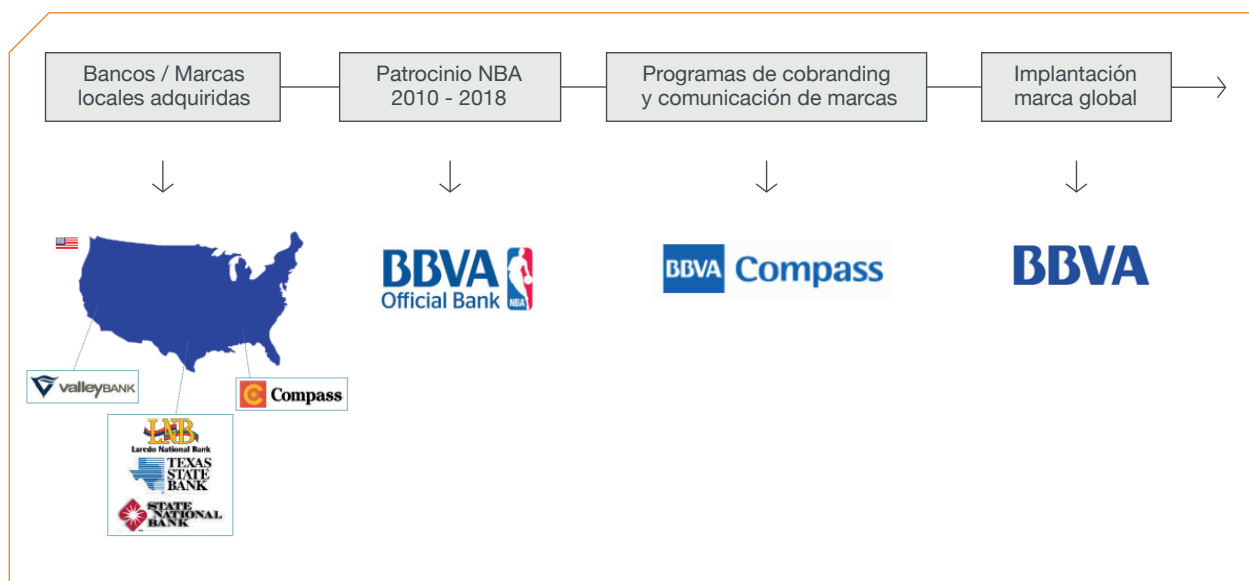 Bancos / Marcas
locales adquiridas
Patrocinio NBA
2010 - 2018
Programas de cobranding
y comunicación de marcas
Implantación
marca global
BBVA
Official Bank
NBA
BBVA Compass
BBVA
valleyBANK
Compass
LNB
Laredo National Bank
TEXAS
STATE
BANK
STATE
NATIONAL
BANK